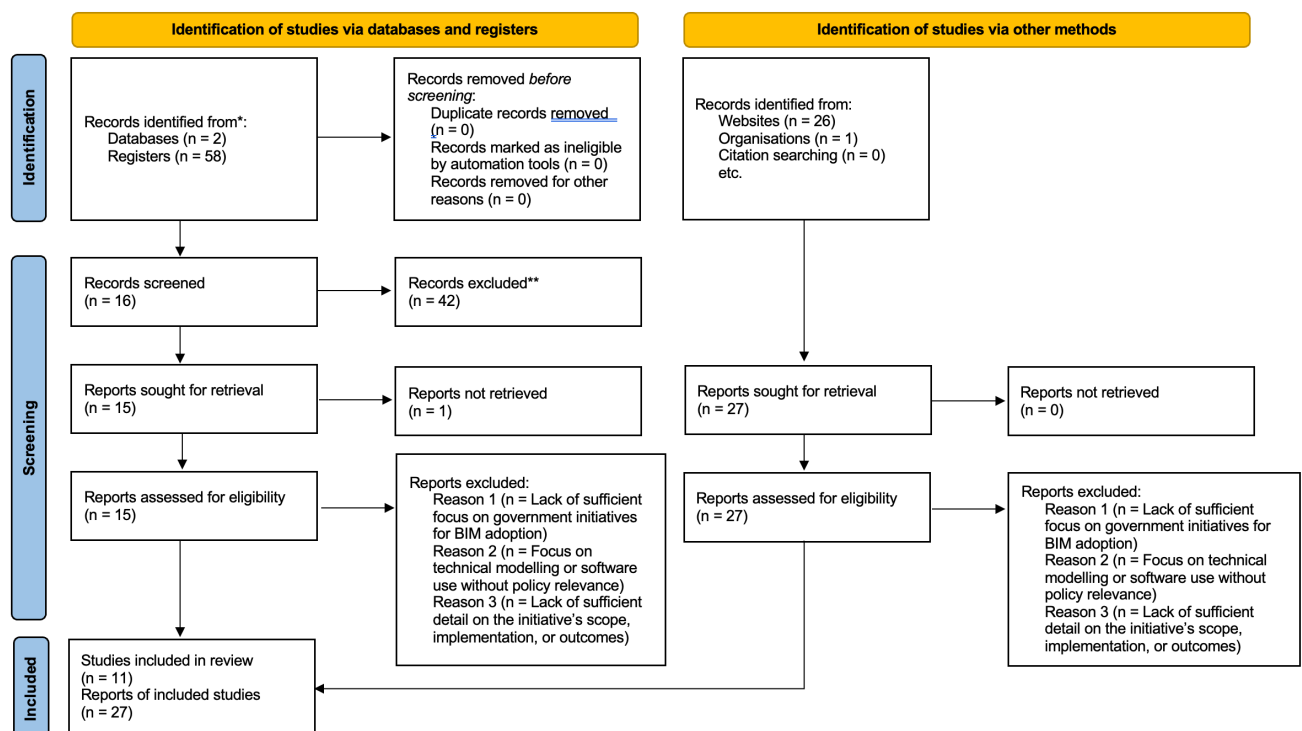 Identification of studies via databases and registers
Identification of studies via other methods
Identification
Records identified from*:
Databases (n = 2)
Registers (n = 58)
Records removed before
screening:
Duplicate records removed
(n = 0)
Records marked as ineligible
by automation tools (n = 0)
Records removed for other
reasons (n = 0)
Records identified from:
Websites (n = 26)
Organisations (n = 1)
Citation searching (n = 0)
etc.
Screening
Records screened
(n = 16)
Records excluded**
(n = 42)
Reports sought for retrieval
(n = 15)
Reports not retrieved
(n = 1)
Reports sought for retrieval
(n = 27)
Reports not retrieved
(n = 0)
Reports assessed for eligibility
(n = 15)
Reports excluded:
Reason 1 (n = Lack of sufficient
focus on government initiatives
for BIM adoption)
Reason 2 (n = Focus on
technical modelling or software
use without policy relevance)
Reason 3 (n = Lack of sufficient
detail on the initiative's scope,
implementation, or outcomes)
Reports assessed for eligibility
(n = 27)
Reports excluded:
Reason 1 (n = Lack of sufficient
focus on government initiatives for
BIM adoption)
Reason 2 (n = Focus on technical
modelling or software use without
policy relevance)
Reason 3 (n = Lack of sufficient
detail on the initiative's scope,
implementation, or outcomes)
Included
Studies included in review
(n = 11)
Reports of included studies
(n = 27)